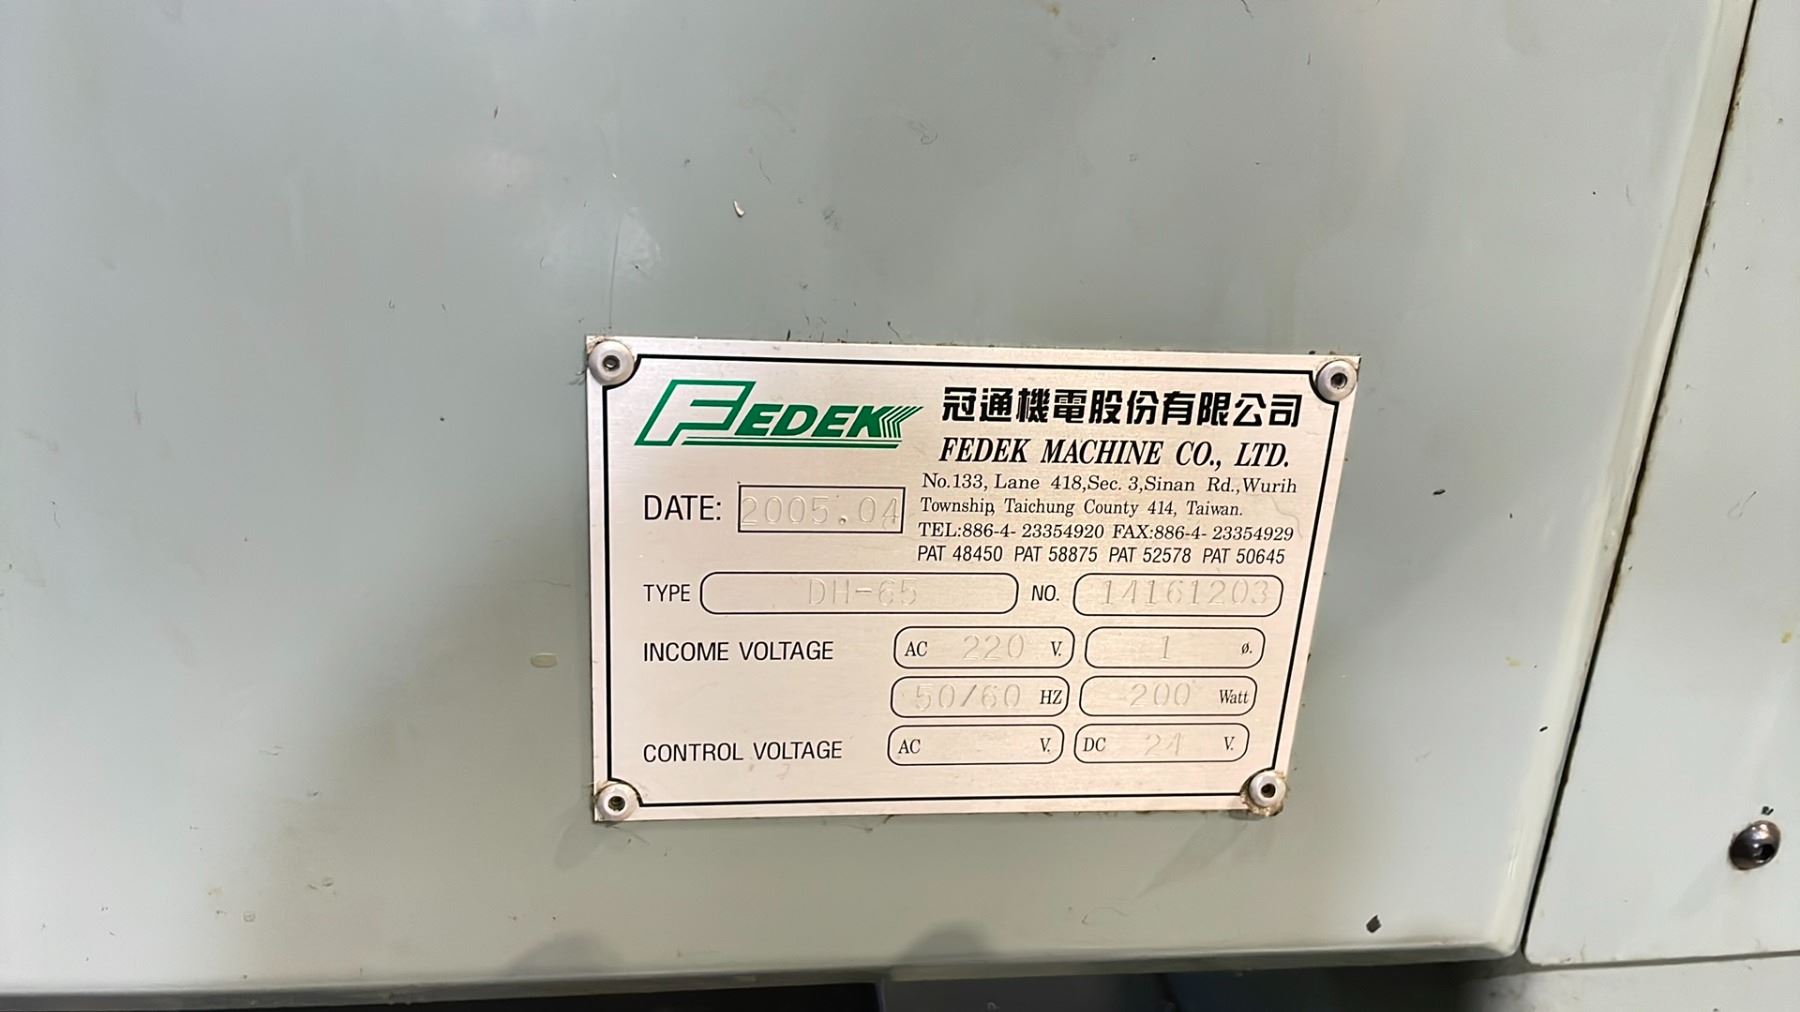 FEDEK
冠通機電股份有限公司
FEDEK MACHINE CO., LTD.
No.133, Lane 418,Sec. 3,Sinan Rd.,Wurih
Township, Taichung County 414, Taiwan.
TEL:886-4- 23354920 FAX:886-4- 23354929
PAT 48450 PAT 58875 PAT 52578 PAT 50645
DATE: 2005.04
TYPE DH-65 NO. 14161203
INCOME VOLTAGE AC 220 V. 1 ø.
50/60 HZ 200 Watt
CONTROL VOLTAGE AC V. DC 24 V.